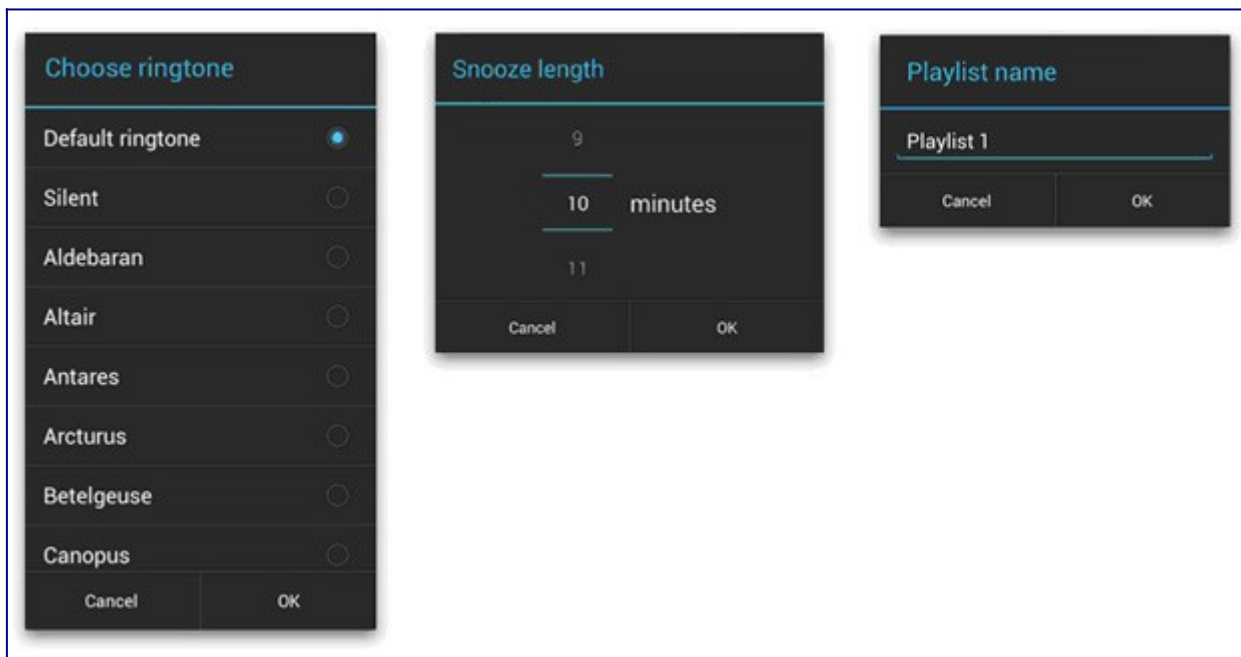 Choose ringtone
Default ringtone
Silent
Aldebaran
Altair
Antares
Arcturus
Betelgeuse
Canopus
Cancel OK
Snooze length
9
10 minutes
11
Cancel OK
Playlist name
Playlist 1
Cancel OK